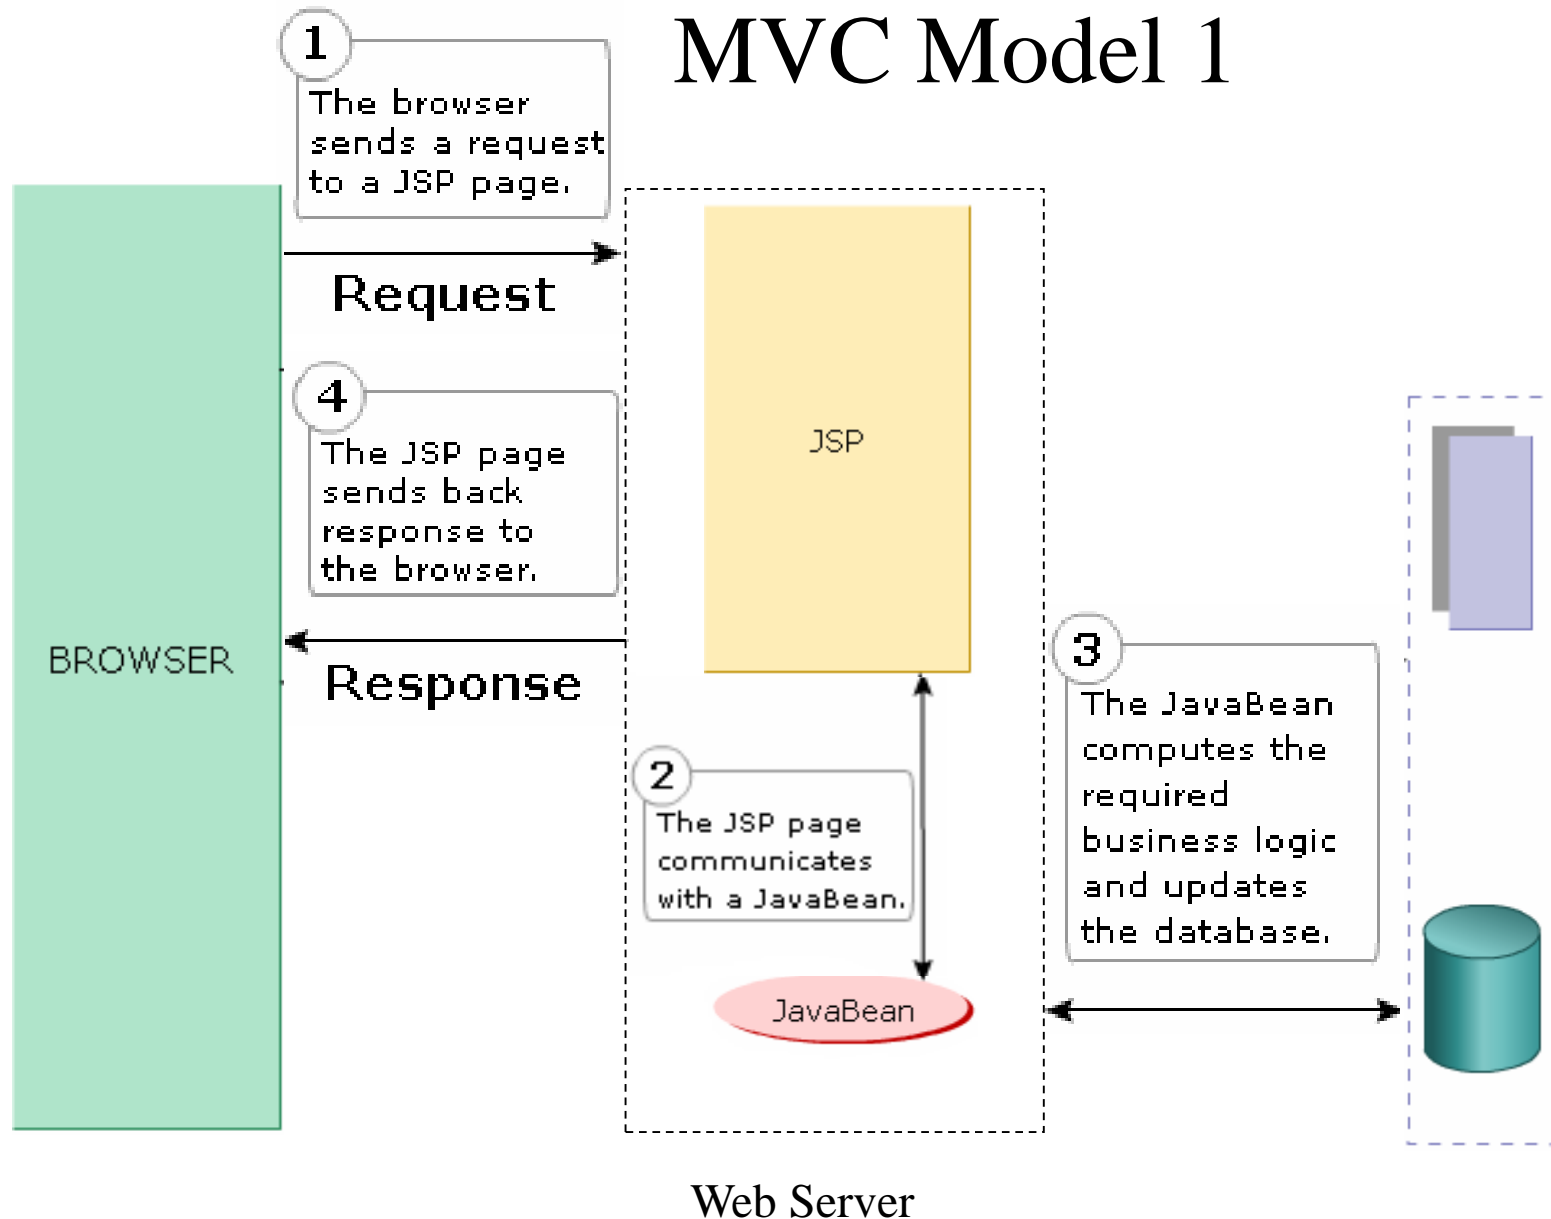 MVC Model 1
1
The browser
sends a request
to a JSP page.
Request
4
The JSP page
sends back
response to
the browser.
Response
BROWSER
JSP
2
The JSP page
communicates
with a JavaBean.
JavaBean
3
The JavaBean
computes the
required
business logic
and updates
the database.
Web Server